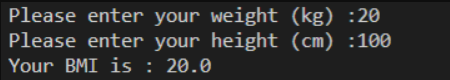 Please enter your weight (kg) :20
Please enter your height (cm) :100
Your BMI is : 20.0